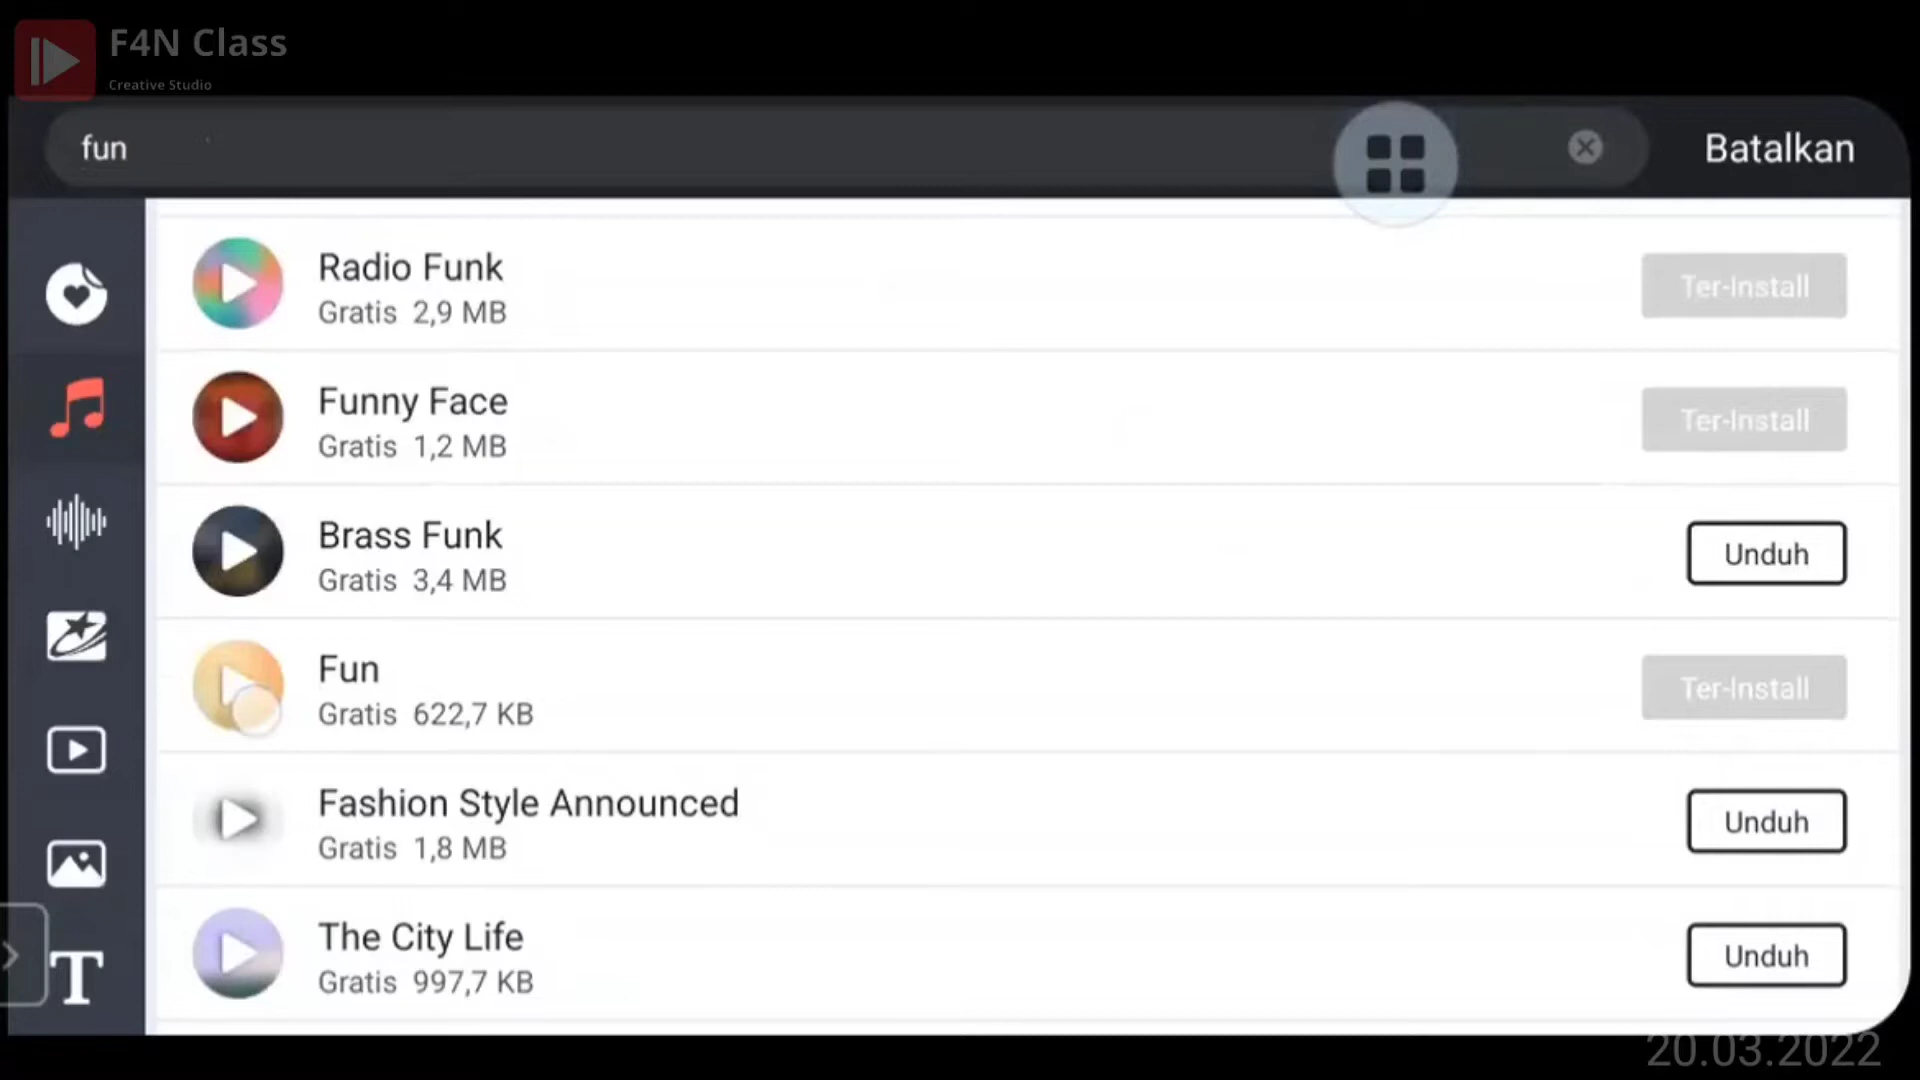 F4N Class
Creative Studio
fun
Batalkan
Radio Funk
Gratis 2,9 MB
Ter-Install
Funny Face
Gratis 1,2 MB
Ter-Install
Brass Funk
Gratis 3,4 MB
Unduh
Fun
Gratis 622,7 KB
Ter-Install
Fashion Style Announced
Gratis 1,8 MB
Unduh
The City Life
Gratis 997,7 KB
Unduh
T
20.03.2022